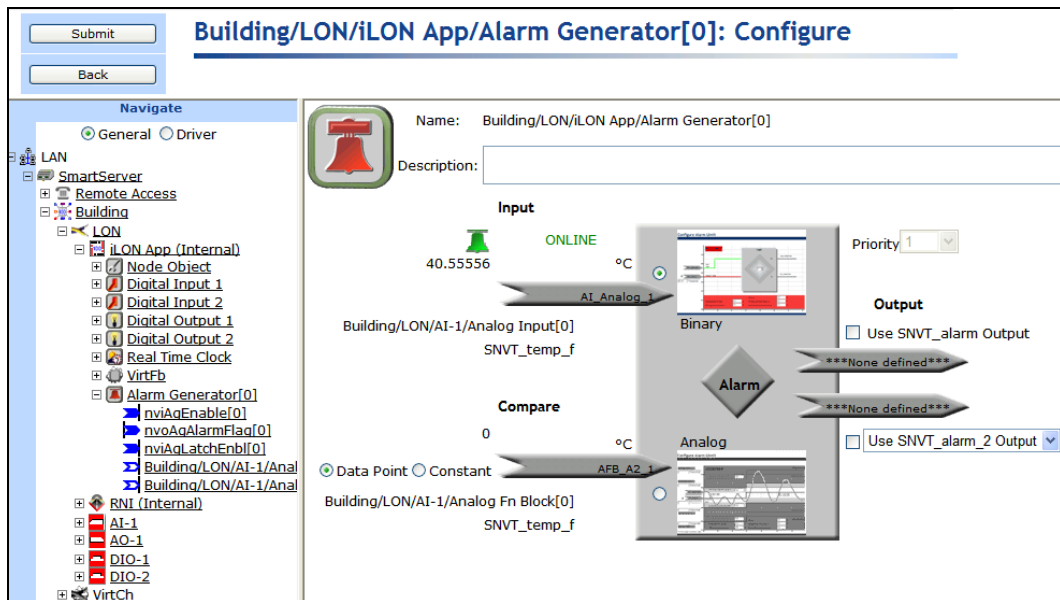 Submit
Building/LON/iLON App/Alarm Generator[0]: Configure
Back
Navigate
General Driver
LAN
SmartServer
Remote Access
Building
LON
iLON App (Internal)
Node Object
Digital Input 1
Digital Input 2
Digital Output 1
Digital Output 2
Real Time Clock
VirtFb
Alarm Generator[0]
nviAgEnable[0]
nvoAgAlarmFlag[0]
nviAgLatchEnbl[0]
Building/LON/AI-1/Anal
Building/LON/AI-1/Anal
RNI (Internal)
AI-1
AO-1
DIO-1
DIO-2
VirtCh
Name: Building/LON/iLON App/Alarm Generator[0]
Description:
Input
ONLINE
40.55556 °C
AI_Analog_1
Building/LON/AI-1/Analog Input[0]
SNVT_temp_f
Compare
0 °C
Data Point Constant
AFB_A2_1
Building/LON/AI-1/Analog Fn Block[0]
SNVT_temp_f
Binary
Alarm
Analog
Priority 1
Output
Use SNVT_alarm Output
***None defined***
***None defined***
Use SNVT_alarm_2 Output